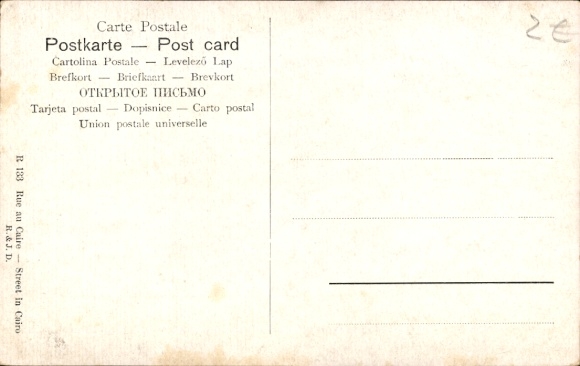 Carte Postale
Postkarte — Post card
Cartolina Postale — Levelező Lap
Brefkort — Briefkaart — Brevkort
ОТКРЫТОЕ ПИСЬМО
Tarjeta postal — Dopisnice — Carto postal
Union postale universelle
2€
R 133 Rue au Caire — Street in Cairo
R. & J. D.